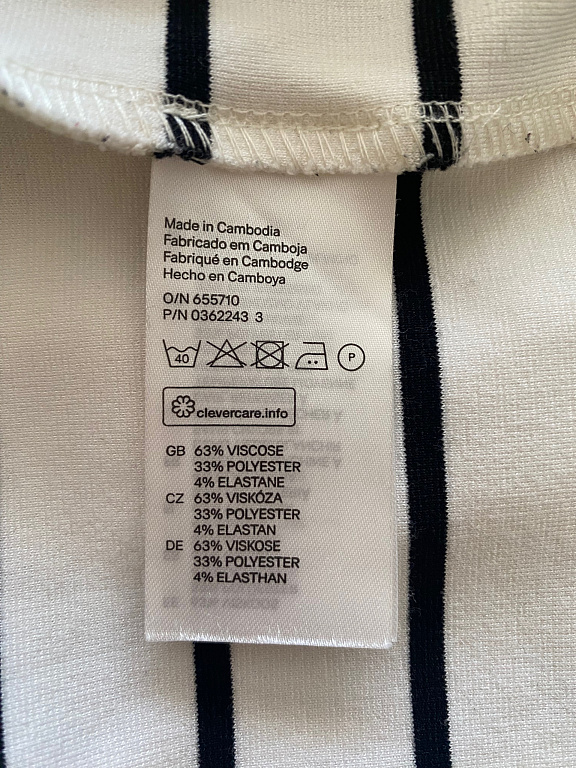 Made in Cambodia
Fabricado em Camboja
Fabriqué en Cambodge
Hecho en Camboya
O/N 655710
P/N 0362243 3
40
P
clevercare.info
GB 63% VISCOSE
33% POLYESTER
4% ELASTANE
CZ 63% VISKÓZA
33% POLYESTER
4% ELASTAN
DE 63% VISKOSE
33% POLYESTER
4% ELASTHAN